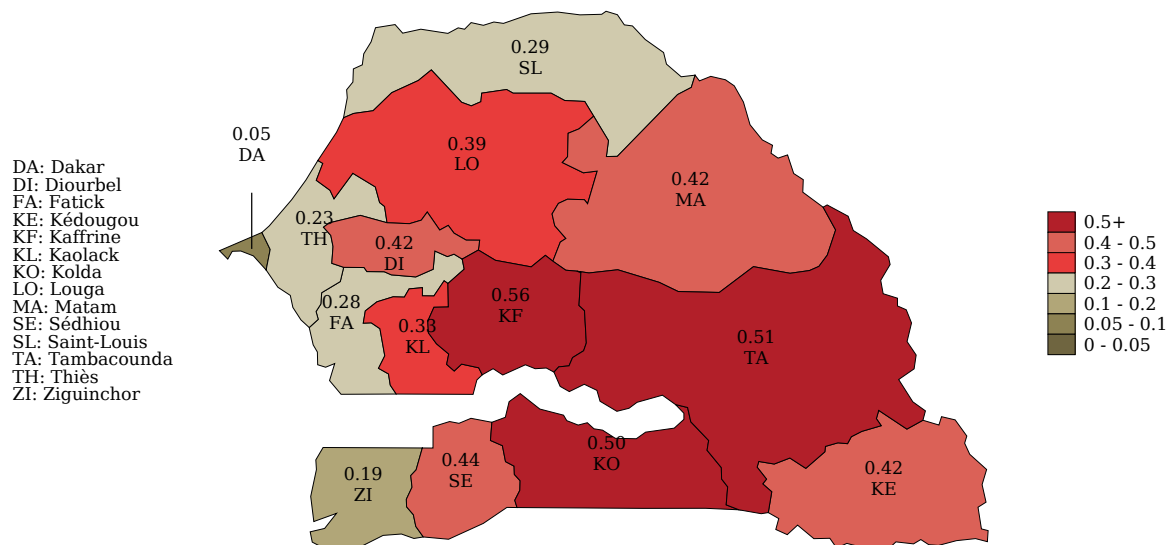 0.29
SL
0.05
DA
0.39
LO
0.42
MA
DA: Dakar
DI: Diourbel
FA: Fatick
KE: Kédougou
KF: Kaffrine
KL: Kaolack
KO: Kolda
LO: Louga
MA: Matam
SE: Sédhiou
SL: Saint-Louis
TA: Tambacounda
TH: Thiès
ZI: Ziguinchor
0.23
TH
0.42
DI
0.28
FA
0.33
KL
0.56
KF
0.51
TA
0.5+
0.4 - 0.5
0.3 - 0.4
0.2 - 0.3
0.1 - 0.2
0.05 - 0.1
0 - 0.05
0.19
ZI
0.44
SE
0.50
KO
0.42
KE